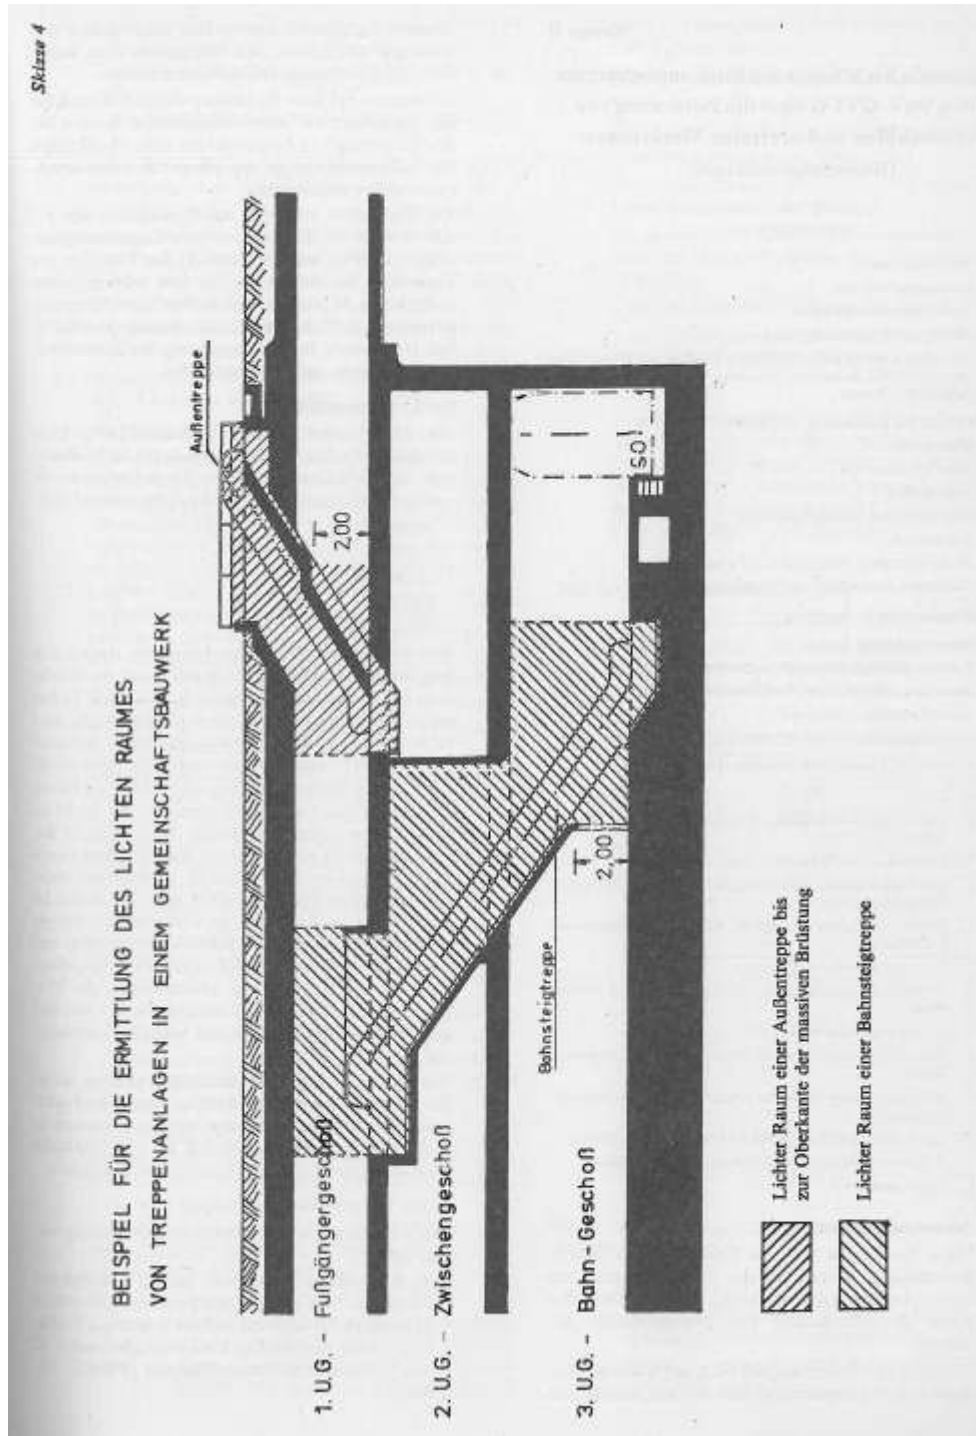 Skizze 4
BEISPIEL FÜR DIE ERMITTLUNG DES LICHTEN RAUMES
VON TREPPENANLAGEN IN EINEM GEMEINSCHAFTSBAUWERK
Außentreppe
1. U.G. – Fußgängergeschoß
2,00
2. U.G. – Zwischengeschoß
3. U.G. – Bahn-Geschoß
Bahnsteigtreppe
2,00
SO
Lichter Raum einer Außentreppe bis
zur Oberkante der massiven Brüstung
Lichter Raum einer Bahnsteigtreppe